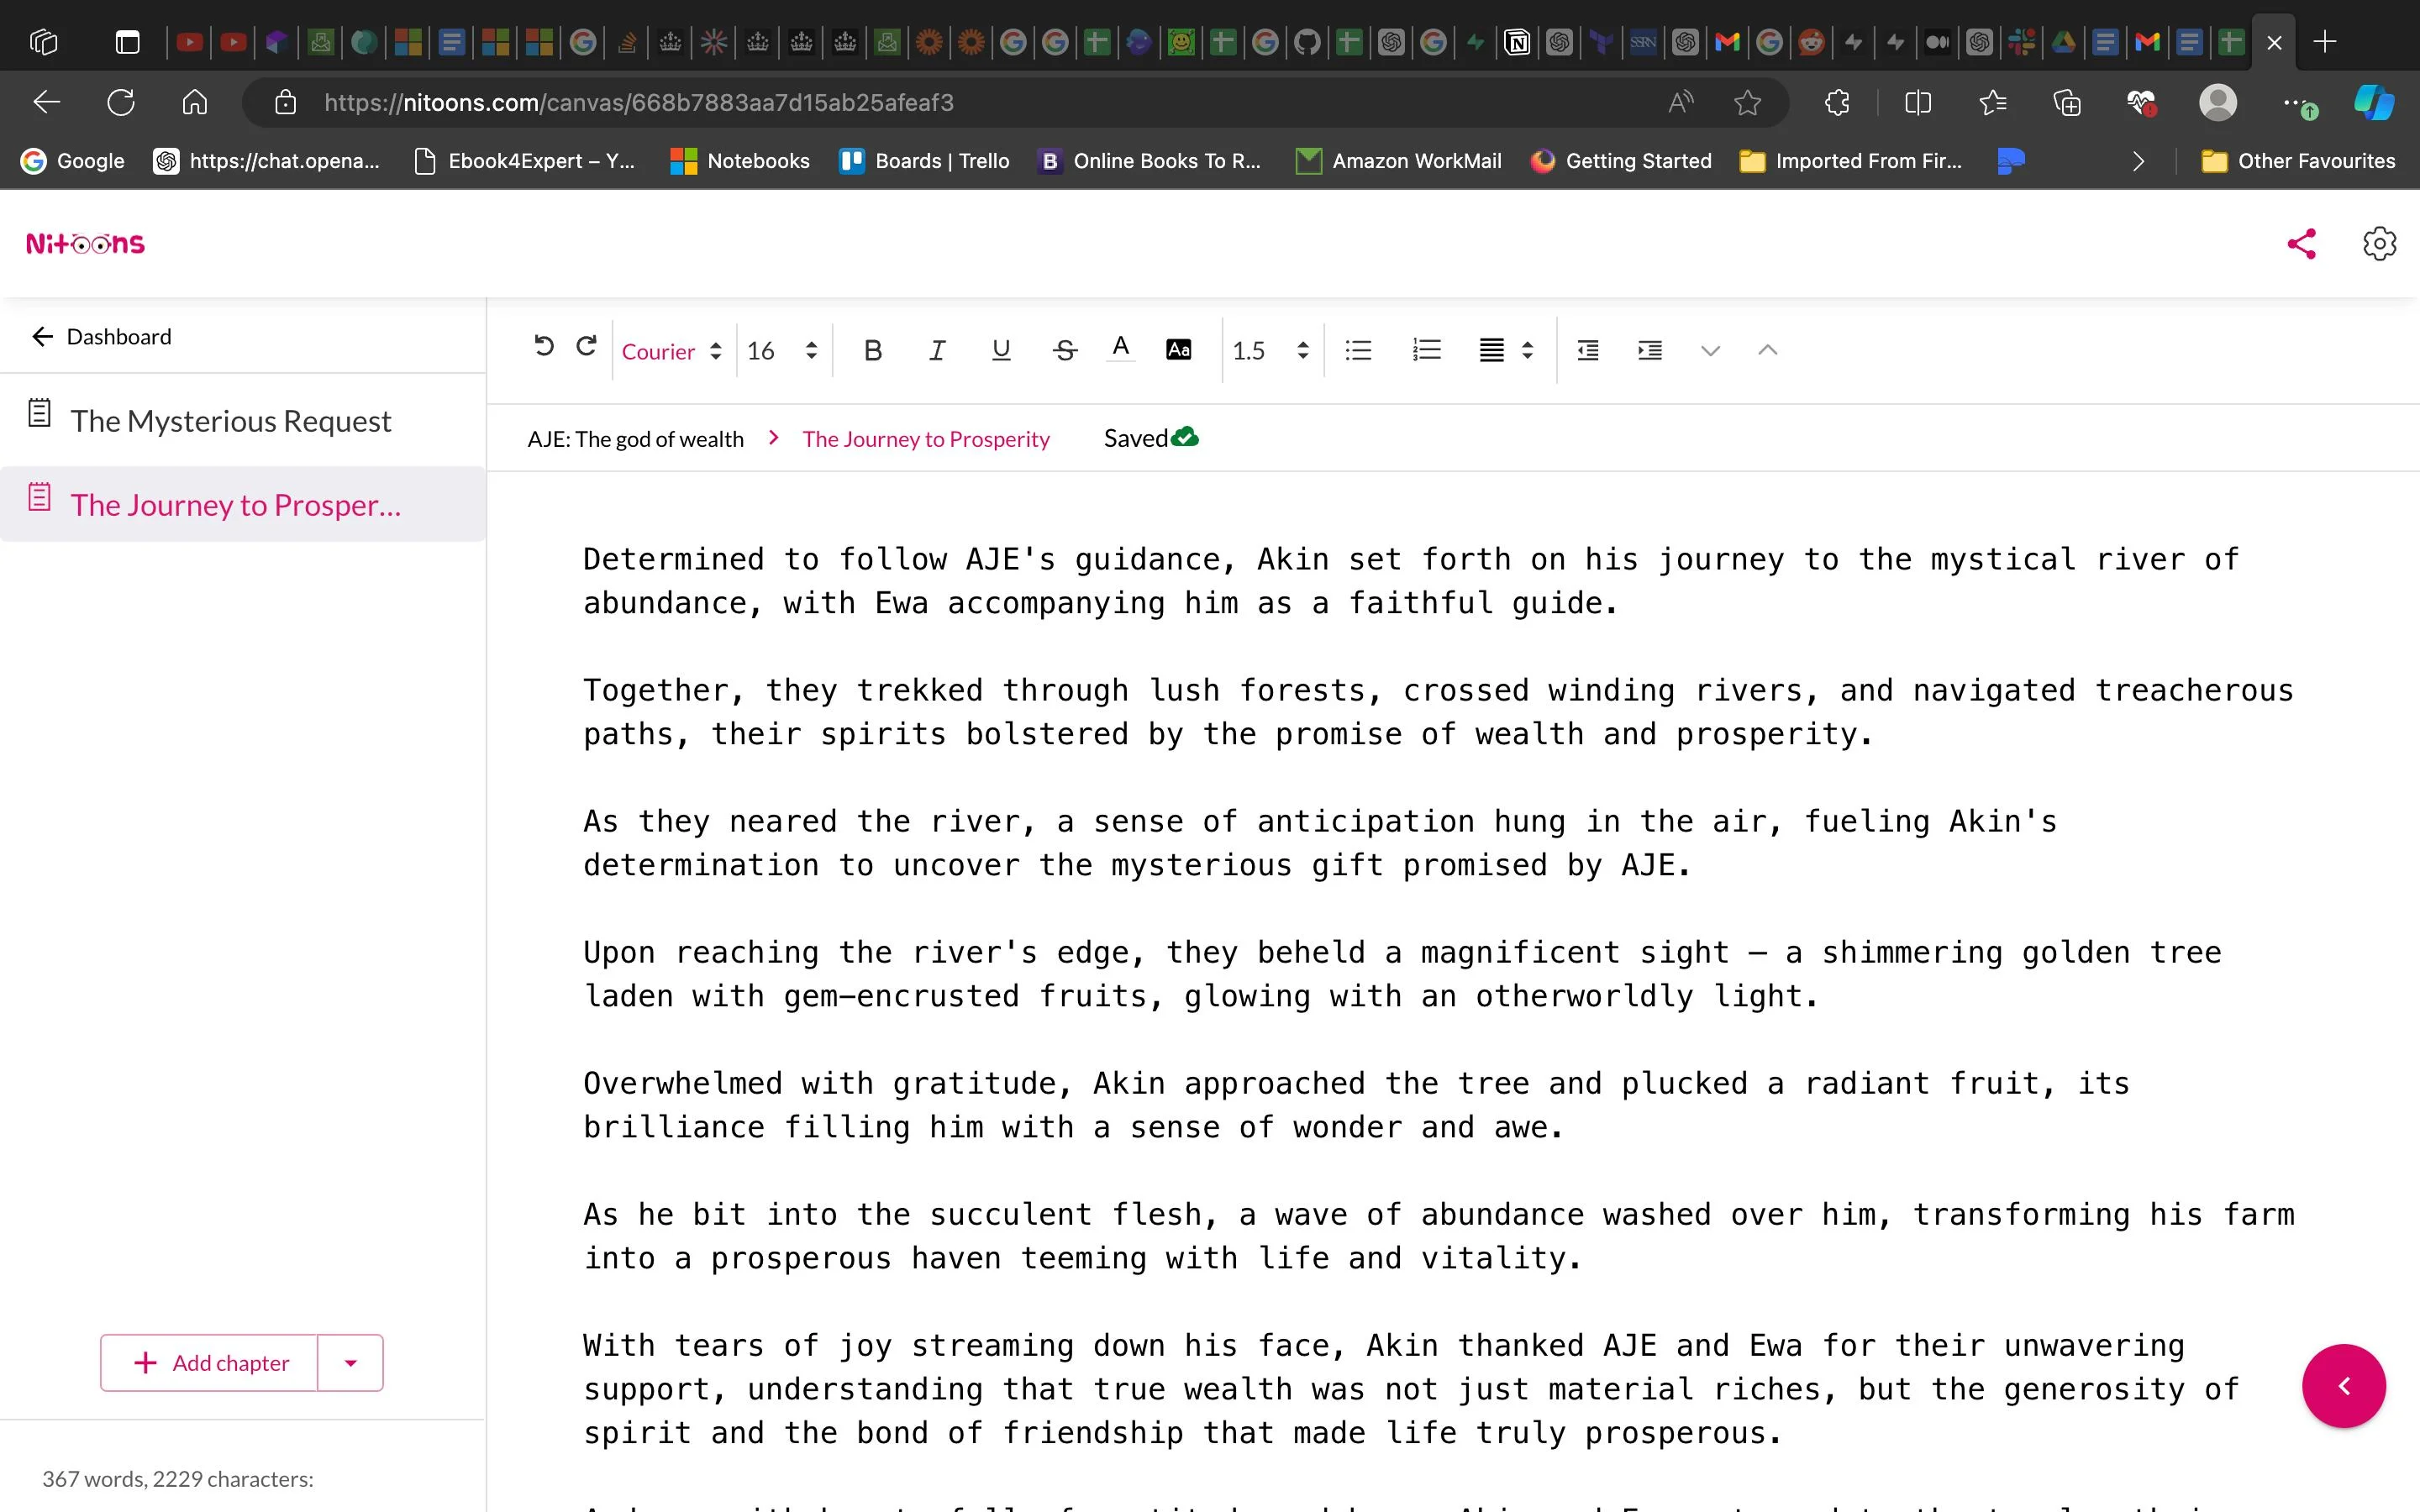 https://nitoons.com/canvas/668b7883aa7d15ab25afeaf3
Google
https://chat.opena...
Ebook4Expert – Y...
Notebooks
Boards | Trello
Online Books To R...
Amazon WorkMail
Getting Started
Imported From Fir...
Other Favourites
Nitoons
Dashboard
Courier
16
B
I
U
S
A
Aa
1.5
The Mysterious Request
The Journey to Prosper...
AJE: The god of wealth > The Journey to Prosperity
Saved
Determined to follow AJE's guidance, Akin set forth on his journey to the mystical river of
abundance, with Ewa accompanying him as a faithful guide.
Together, they trekked through lush forests, crossed winding rivers, and navigated treacherous
paths, their spirits bolstered by the promise of wealth and prosperity.
As they neared the river, a sense of anticipation hung in the air, fueling Akin's
determination to uncover the mysterious gift promised by AJE.
Upon reaching the river's edge, they beheld a magnificent sight – a shimmering golden tree
laden with gem-encrusted fruits, glowing with an otherworldly light.
Overwhelmed with gratitude, Akin approached the tree and plucked a radiant fruit, its
brilliance filling him with a sense of wonder and awe.
As he bit into the succulent flesh, a wave of abundance washed over him, transforming his farm
into a prosperous haven teeming with life and vitality.
With tears of joy streaming down his face, Akin thanked AJE and Ewa for their unwavering
support, understanding that true wealth was not just material riches, but the generosity of
spirit and the bond of friendship that made life truly prosperous.
Add chapter
367 words, 2229 characters: